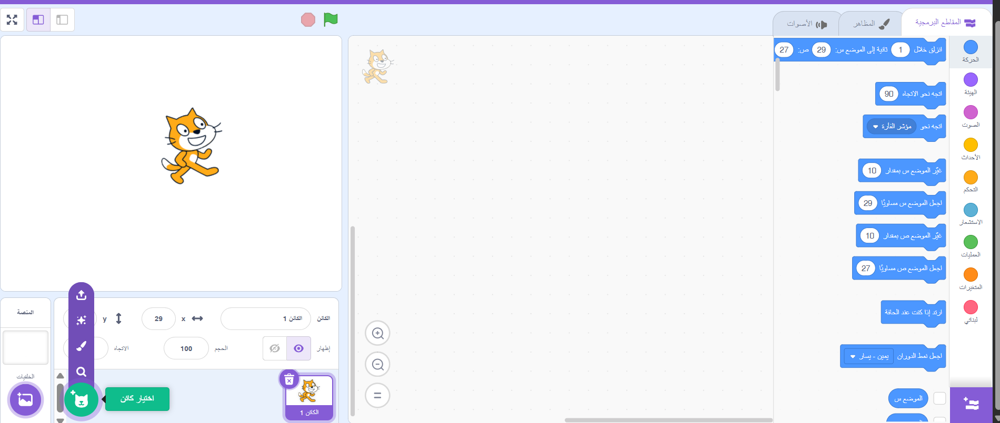 المقاطع البرمجية
المظاهر
الأصوات
الحركة
الهيئة
الصوت
الأحداث
التحكم
الاستشعار
العمليات
المتغيرات
لبناتي
انزلق خلال 1 ثانية إلى الموضع س: 29 ص: 27
اتجه نحو الاتجاه 90
اتجه نحو مؤشر الفأرة
غيّر الموضع س بمقدار 10
اجعل الموضع س مساويًا 29
غيّر الموضع ص بمقدار 10
اجعل الموضع ص مساويًا 27
ارتد إذا كنت عند الحافة
اجعل نمط الدوران يمين - يسار
الموضع س
الكائن الكائن 1 x 29 y
إظهار الحجم 100 الاتجاه
الكائن 1
اختيار كائن
المنصة
الخلفيات